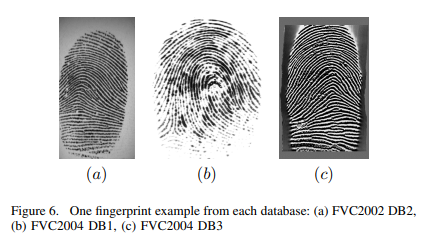 (a) (b) (c)
Figure 6. One fingerprint example from each database: (a) FVC2002 DB2,
(b) FVC2004 DB1, (c) FVC2004 DB3